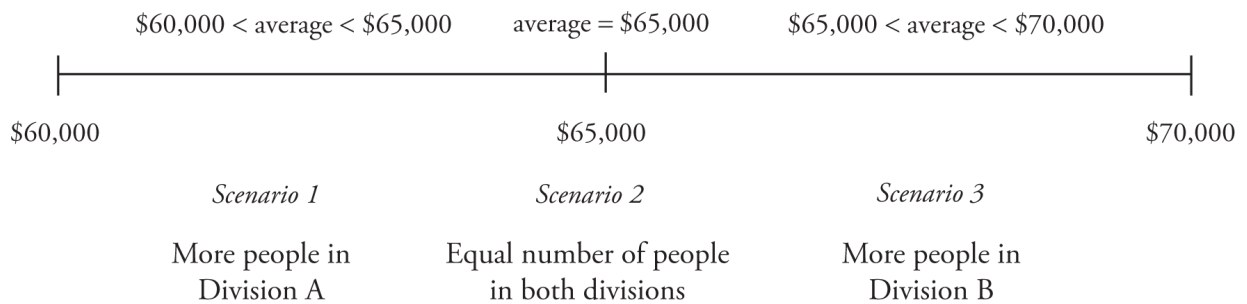 $60,000 < average < $65,000 average = $65,000 $65,000 < average < $70,000
$60,000 $65,000 $70,000
Scenario 1 Scenario 2 Scenario 3
More people in Equal number of people More people in
Division A in both divisions Division B